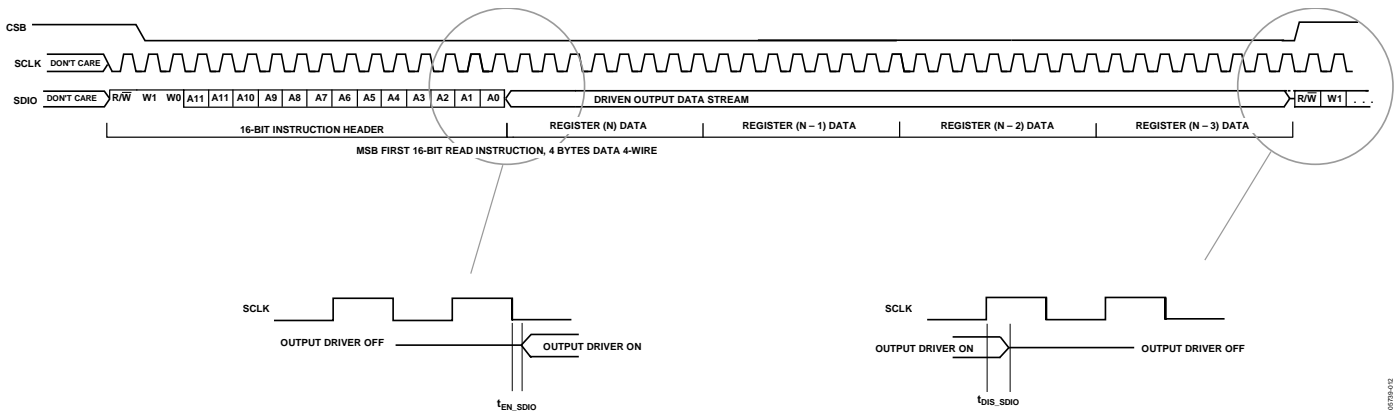 CSB
SCLK DON'T CARE
SDIO DON'T CARE R/W W1 W0 A11 A11 A10 A9 A8 A7 A6 A5 A4 A3 A2 A1 A0 DRIVEN OUTPUT DATA STREAM R/W W1 . . .
16-BIT INSTRUCTION HEADER REGISTER (N) DATA REGISTER (N – 1) DATA REGISTER (N – 2) DATA REGISTER (N – 3) DATA
MSB FIRST 16-BIT READ INSTRUCTION, 4 BYTES DATA 4-WIRE
SCLK
OUTPUT DRIVER OFF OUTPUT DRIVER ON
tEN_SDIO
SCLK
OUTPUT DRIVER ON OUTPUT DRIVER OFF
tDIS_SDIO
05739-012